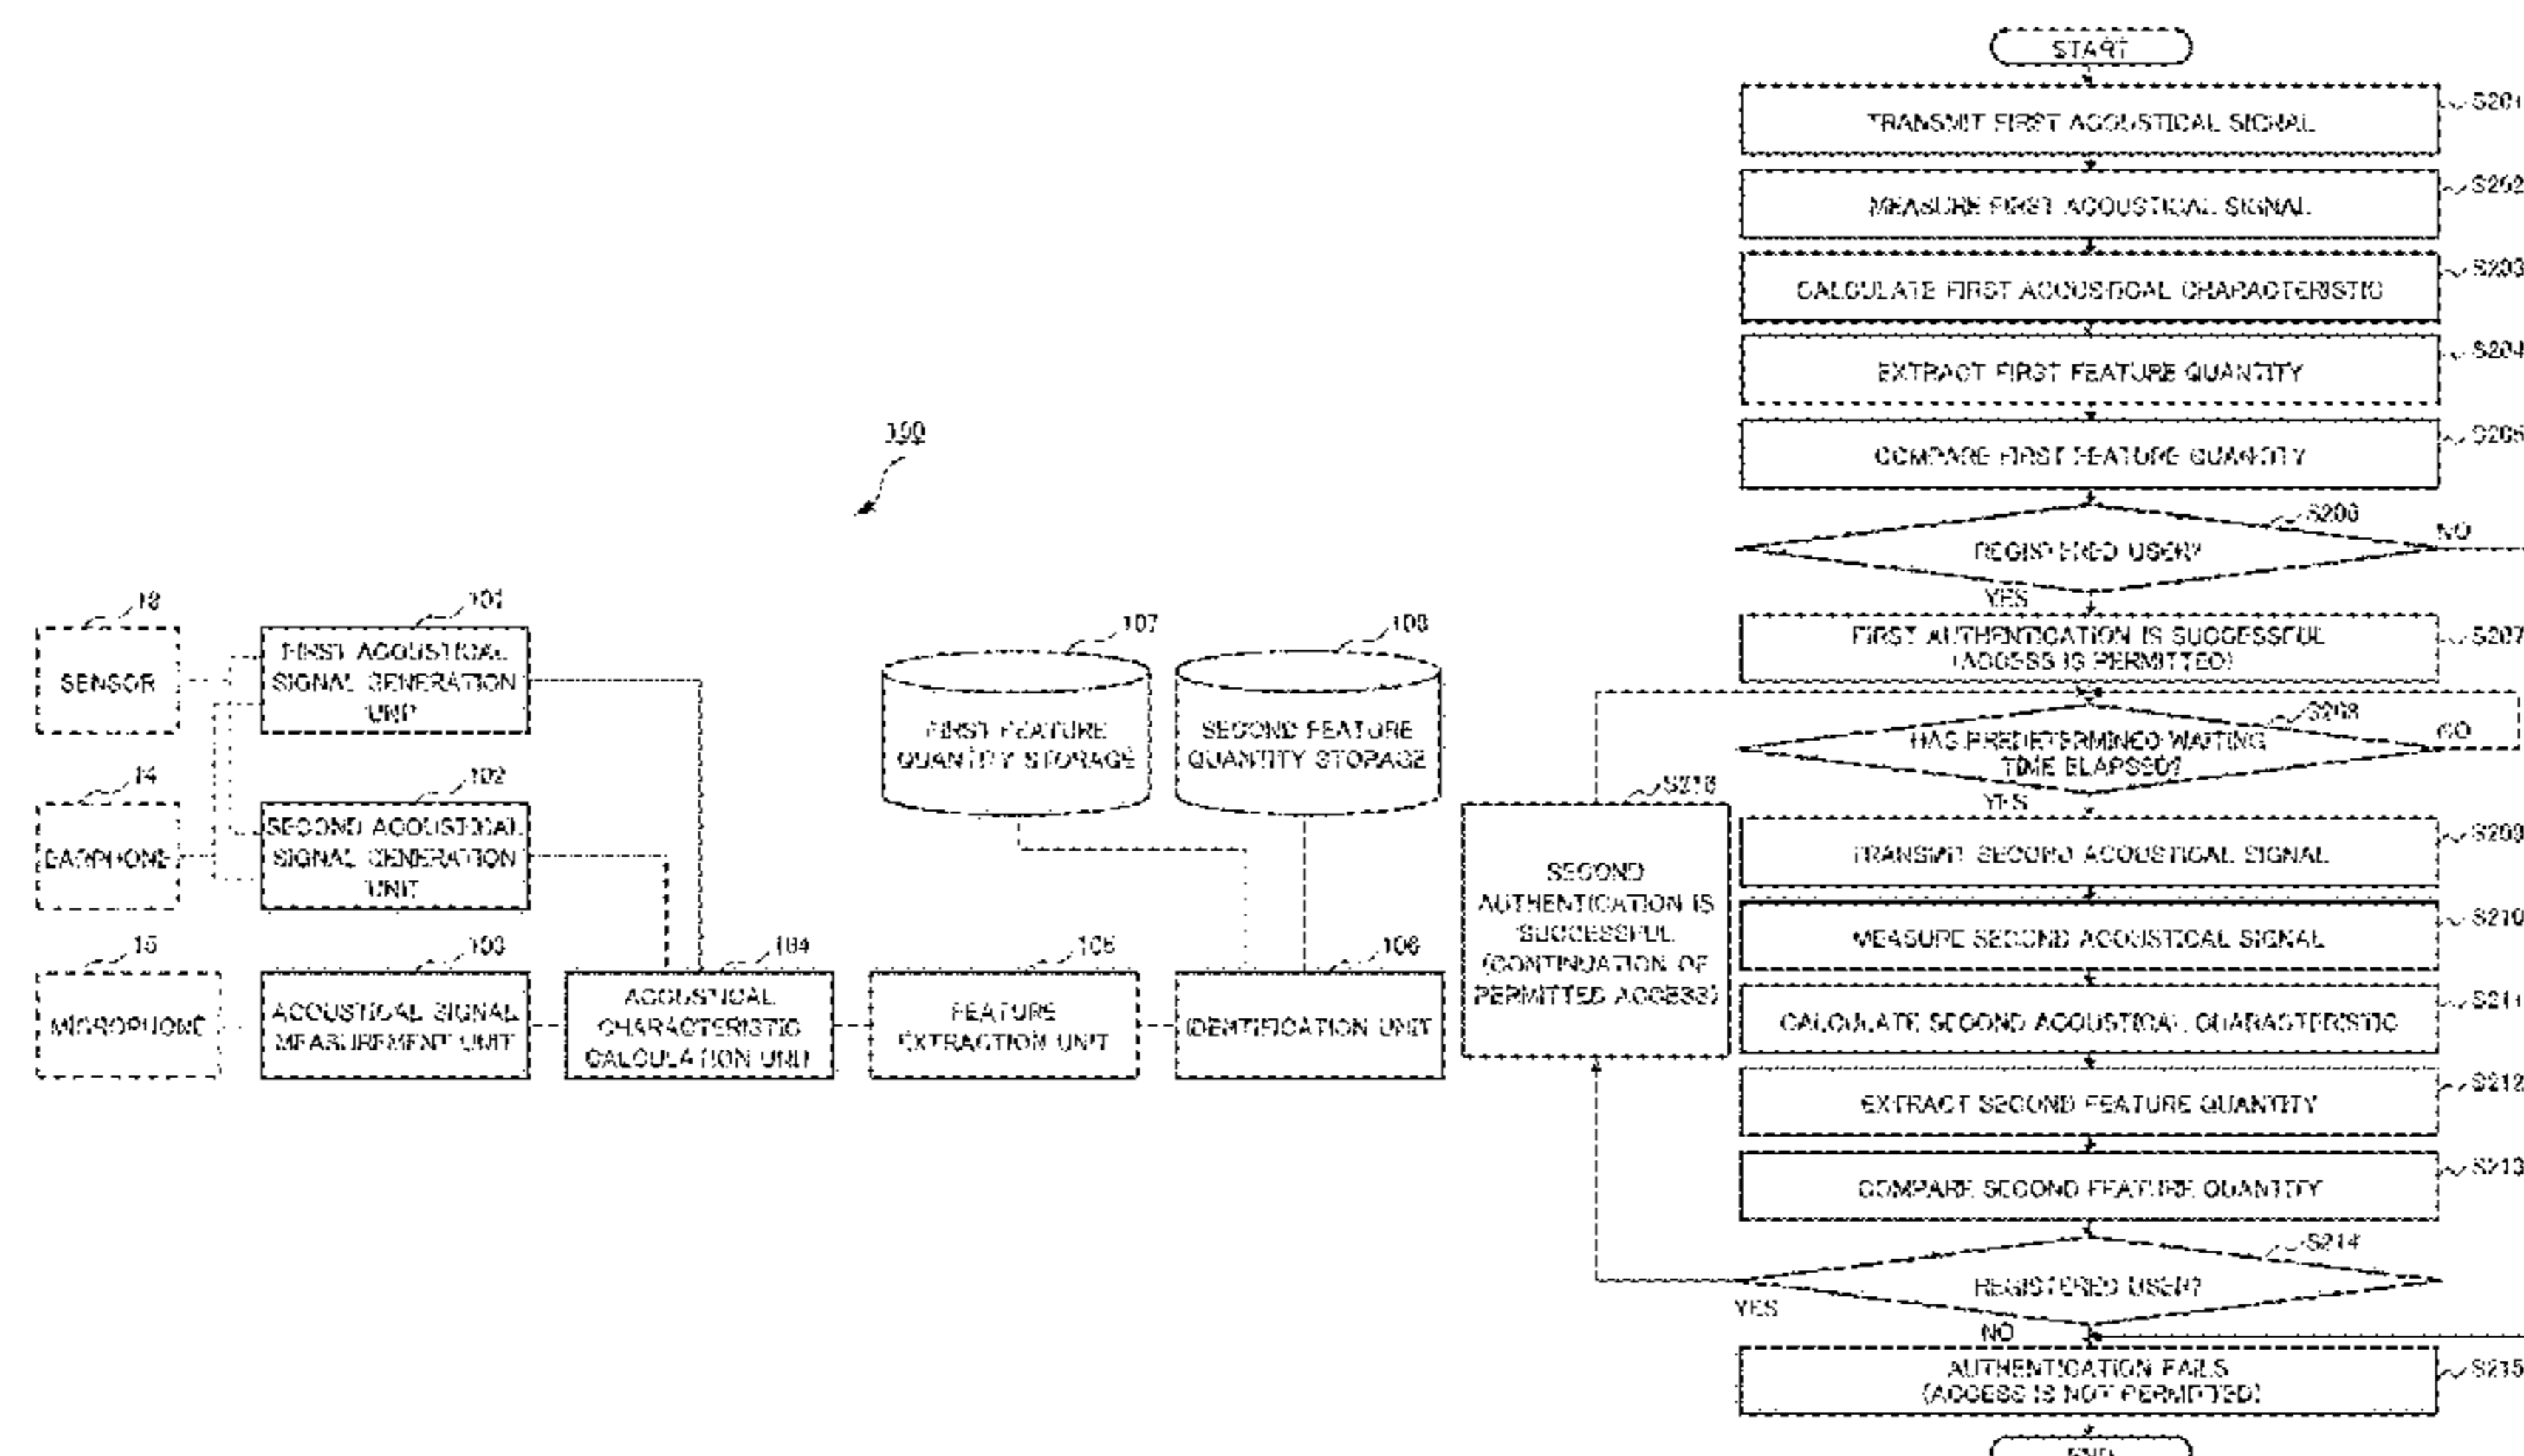 100
SENSOR
101
FIRST ACOUSTICAL
SIGNAL GENERATION
UNIT
14
EARPHONE
102
SECOND ACOUSTICAL
SIGNAL GENERATION
UNIT
15
MICROPHONE
103
ACOUSTICAL SIGNAL
MEASUREMENT UNIT
104
ACOUSTICAL
CHARACTERISTIC
CALCULATION UNIT
105
FEATURE
EXTRACTION UNIT
106
IDENTIFICATION UNIT
107
FIRST FEATURE
QUANTITY STORAGE
SECOND FEATURE
QUANTITY STORAGE
START
TRANSMIT FIRST ACOUSTICAL SIGNAL
S201
MEASURE FIRST ACOUSTICAL SIGNAL
S202
CALCULATE FIRST ACOUSTICAL CHARACTERISTIC
S203
EXTRACT FIRST FEATURE QUANTITY
S204
COMPARE FIRST FEATURE QUANTITY
S205
S206
REGISTERED USER?
NO
YES
FIRST AUTHENTICATION IS SUCCESSFUL
(ACCESS IS PERMITTED)
S207
S208
HAS PREDETERMINED WAITING
TIME ELAPSED?
NO
YES
TRANSMIT SECOND ACOUSTICAL SIGNAL
S209
MEASURE SECOND ACOUSTICAL SIGNAL
S210
CALCULATE SECOND ACOUSTICAL CHARACTERISTIC
S211
EXTRACT SECOND FEATURE QUANTITY
S212
COMPARE SECOND FEATURE QUANTITY
S213
S214
REGISTERED USER?
YES
NO
S216
SECOND
AUTHENTICATION IS
SUCCESSFUL
(CONTINUATION OF
PERMITTED ACCESS)
AUTHENTICATION FAILS
(ACCESS IS NOT PERMITTED)
S215
END